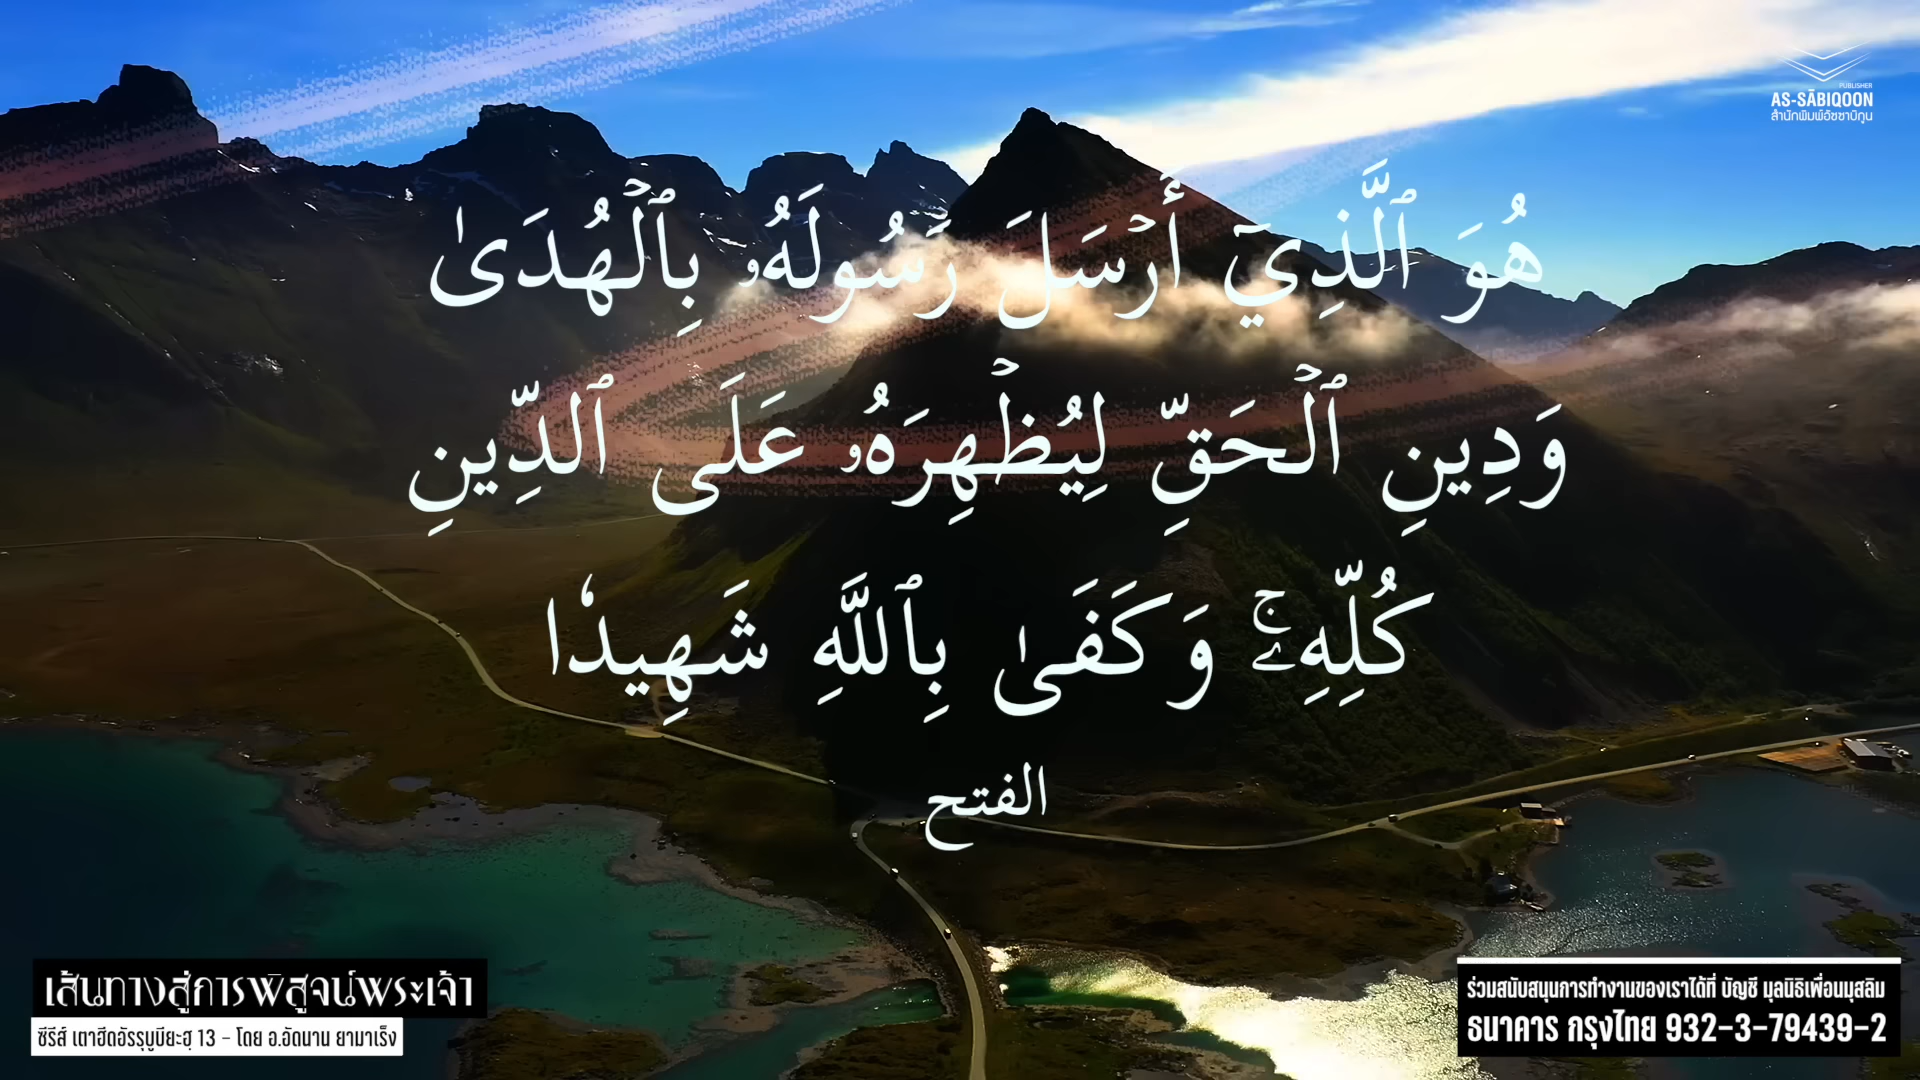 PUBLISHER
AS-SĀBIQOON
สำนักพิมพ์อัซซาบิกูน
هُوَ ٱلَّذِيٓ أَرۡسَلَ رَسُولَهُۥ بِٱلۡهُدَىٰ
وَدِينِ ٱلۡحَقِّ لِيُظۡهِرَهُۥ عَلَى ٱلدِّينِ
كُلِّهِۦۚ وَكَفَىٰ بِٱللَّهِ شَهِيدٗا
الفتح
เส้นทางสู่การพิสูจน์พระเจ้า
ซีรีส์ เตาฮีดอัรรุบูบียะฮฺ 13 - โดย อ.อัดนาน ยามาเร็ง
ร่วมสนับสนุนการทำงานของเราได้ที่ บัญชี มูลนิธิเพื่อนมุสลิม
ธนาคาร กรุงไทย 932-3-79439-2